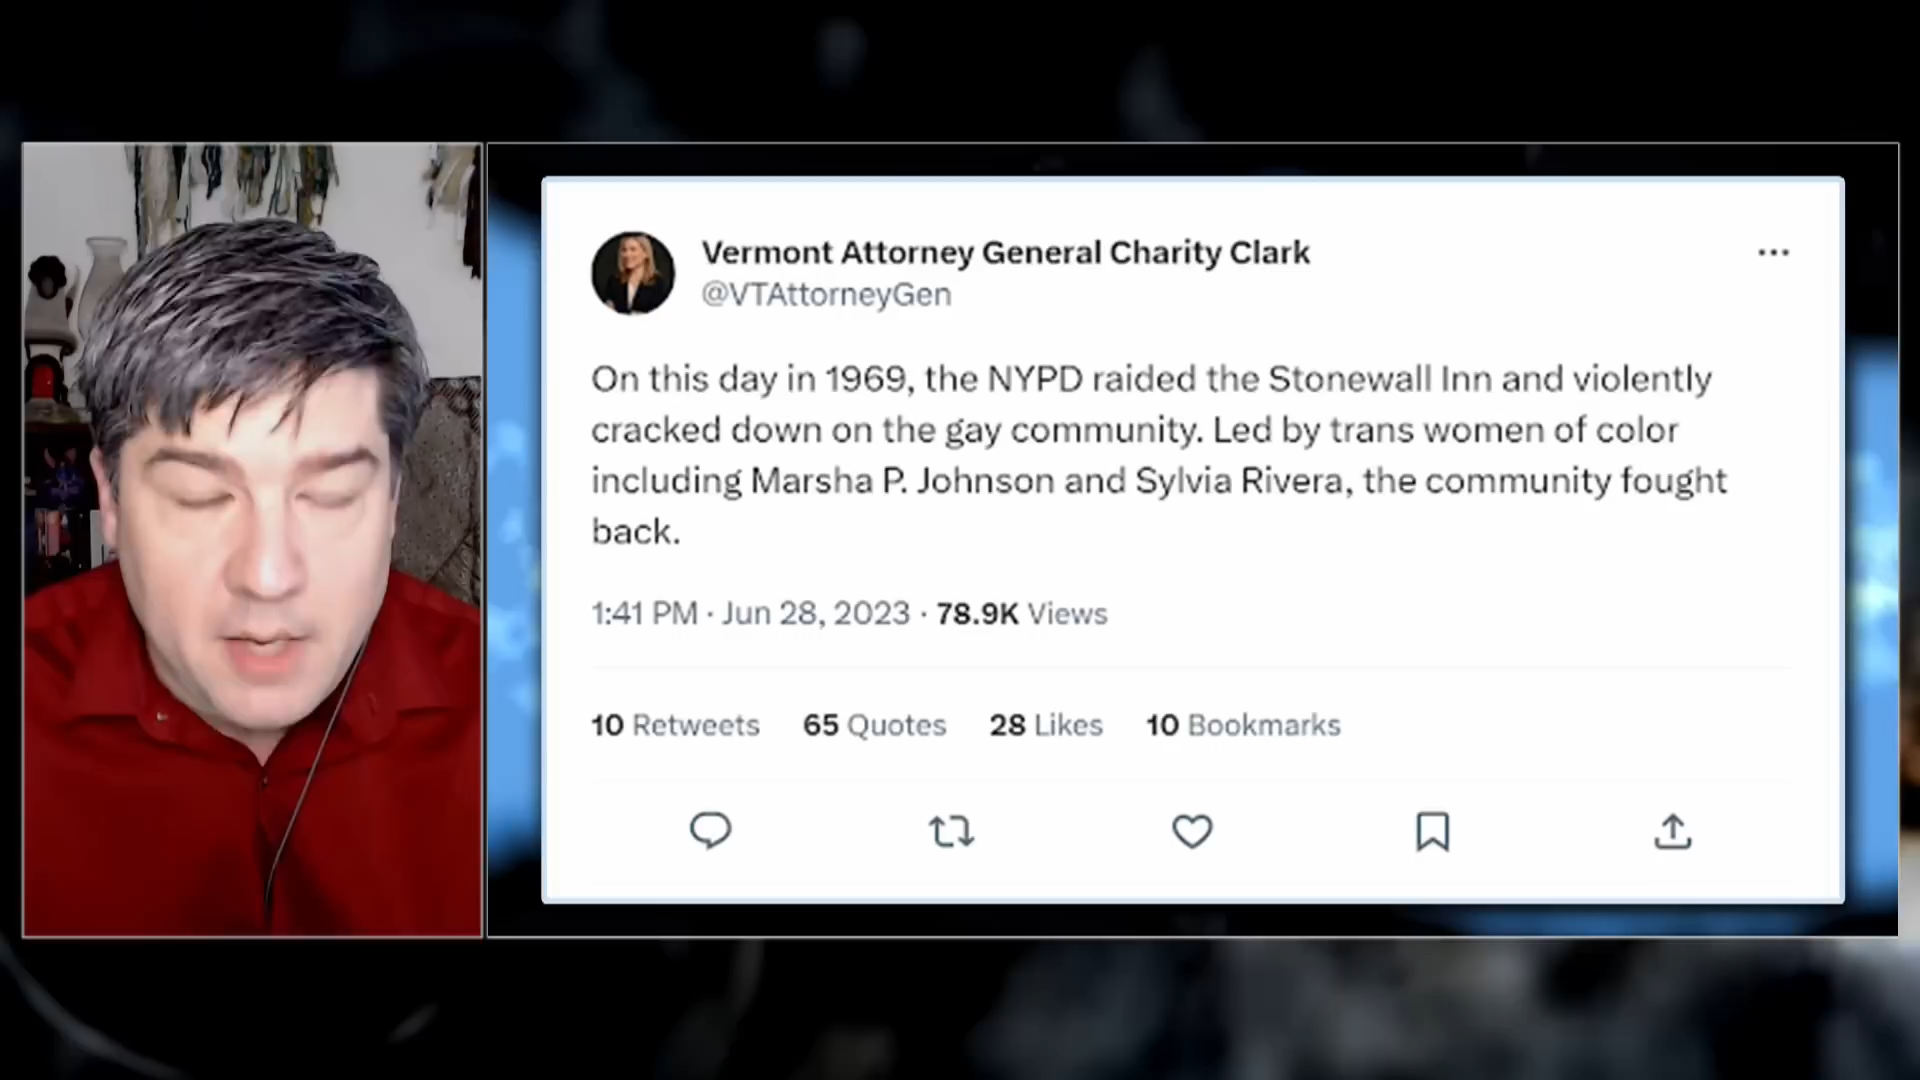 Vermont Attorney General Charity Clark
@VTAttorneyGen
On this day in 1969, the NYPD raided the Stonewall Inn and violently
cracked down on the gay community. Led by trans women of color
including Marsha P. Johnson and Sylvia Rivera, the community fought
back.
1:41 PM · Jun 28, 2023 · 78.9K Views
10 Retweets 65 Quotes 28 Likes 10 Bookmarks